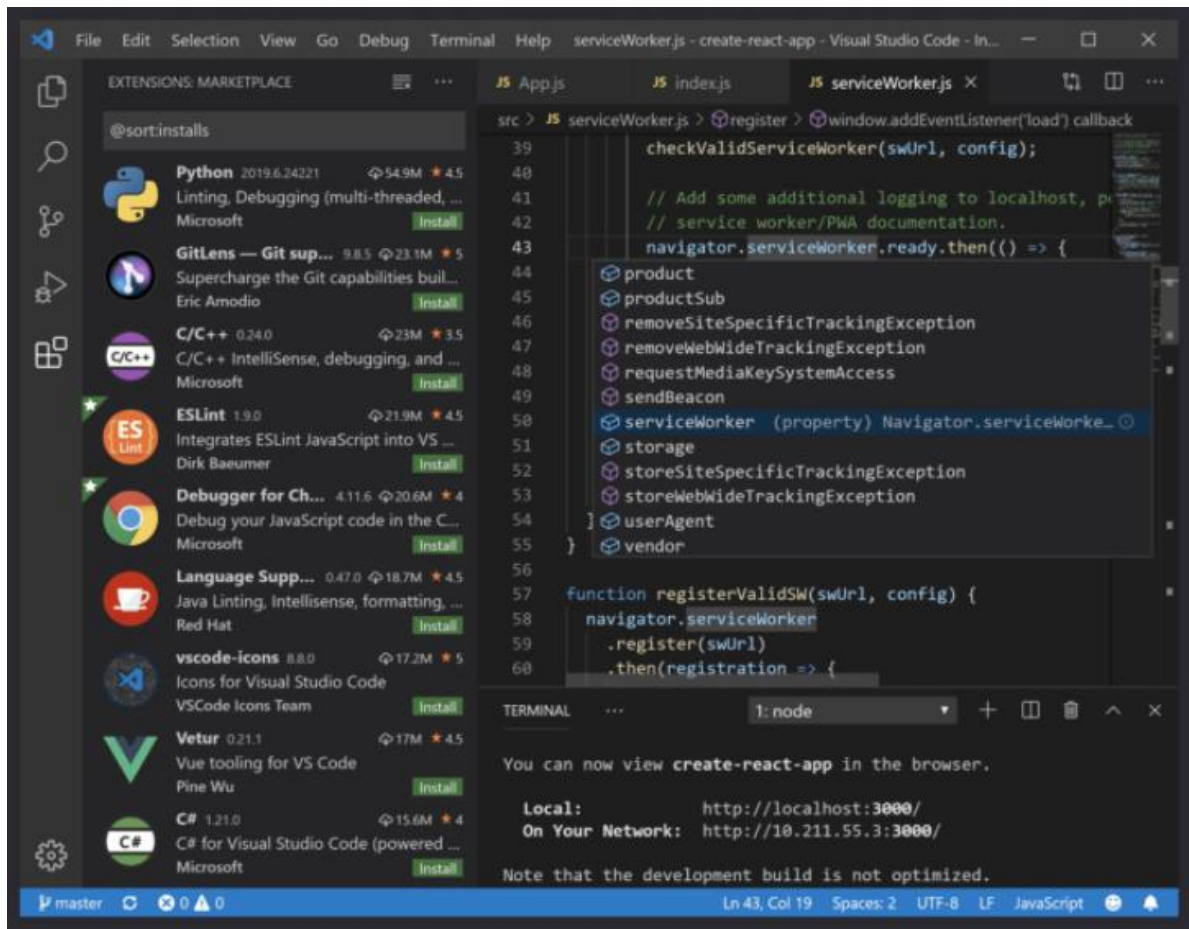 File Edit Selection View Go Debug Terminal Help serviceWorker.js - create-react-app - Visual Studio Code - In...
EXTENSIONS: MARKETPLACE
@sort:installs
Python 2019.6.24221 54.9M ★ 4.5
Linting, Debugging (multi-threaded, ...
Microsoft Install
GitLens — Git sup... 9.8.5 23.1M ★ 5
Supercharge the Git capabilities buil...
Eric Amodio Install
C/C++ 0.24.0 23M ★ 3.5
C/C++
C/C++ IntelliSense, debugging, and ...
Microsoft Install
ESLint 1.9.0 21.9M ★ 4.5
ES
Lint
Integrates ESLint JavaScript into VS ...
Dirk Baeumer Install
Debugger for Ch... 4.11.6 20.6M ★ 4
Debug your JavaScript code in the C...
Microsoft Install
Language Supp... 0.47.0 18.7M ★ 4.5
Java Linting, Intellisense, formatting, ...
Red Hat Install
vscode-icons 8.8.0 17.2M ★ 5
Icons for Visual Studio Code
VSCode Icons Team Install
Vetur 0.21.1 17M ★ 4.5
Vue tooling for VS Code
Pine Wu Install
C# 1.21.0 15.6M ★ 4
C#
C# for Visual Studio Code (powered ...
Microsoft Install
JS App.js JS index.js JS serviceWorker.js
src > JS serviceWorker.js > register > window.addEventListener('load') callback
39 checkValidServiceWorker(swUrl, config);
40
41 // Add some additional logging to localhost, p
42 // service worker/PWA documentation.
43 navigator.serviceWorker.ready.then(() => {
44 product
45 productSub
46 removeSiteSpecificTrackingException
47 removeWebWideTrackingException
48 requestMediaKeySystemAccess
49 sendBeacon
50 serviceWorker (property) Navigator.serviceWorke...
51 storage
52 storeSiteSpecificTrackingException
53 storeWebWideTrackingException
54 } userAgent
55 } vendor
56
57 function registerValidSW(swUrl, config) {
58 navigator.serviceWorker
59 .register(swUrl)
60 .then(registration => {
TERMINAL ... 1: node
You can now view create-react-app in the browser.
Local: http://localhost:3000/
On Your Network: http://10.211.55.3:3000/
Note that the development build is not optimized.
master 0 0 Ln 43, Col 19 Spaces: 2 UTF-8 LF JavaScript